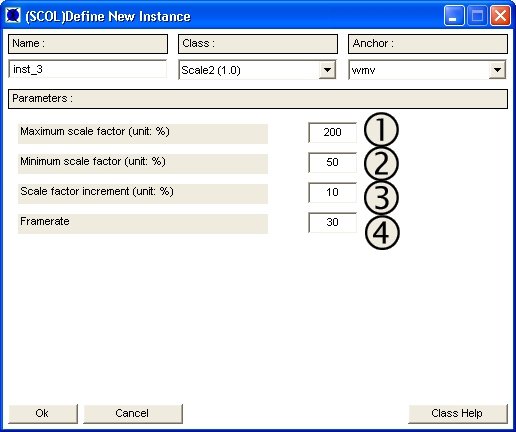 (SCOL)Define New Instance
Name : Class : Anchor :
inst_3 Scale2 (1.0) wmv
Parameters :
Maximum scale factor (unit: %) 200 1
Minimum scale factor (unit: %) 50 2
Scale factor increment (unit: %) 10 3
Framerate 30 4
Ok Cancel Class Help